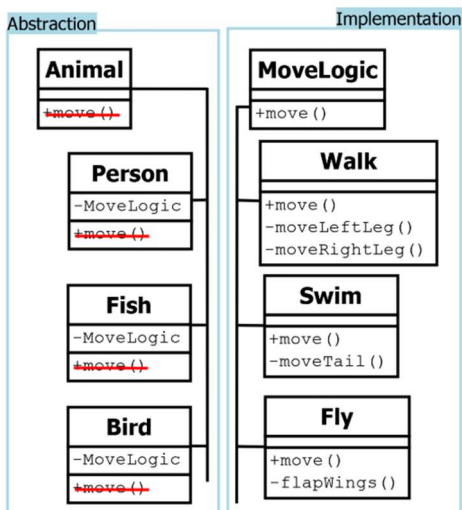 Abstraction
Animal
+move()
Person
-MoveLogic
+move()
Fish
-MoveLogic
+move()
Bird
-MoveLogic
+move()
Implementation
MoveLogic
+move()
Walk
+move()
-moveLeftLeg()
-moveRightLeg()
Swim
+move()
-moveTail()
Fly
+move()
-flapWings()